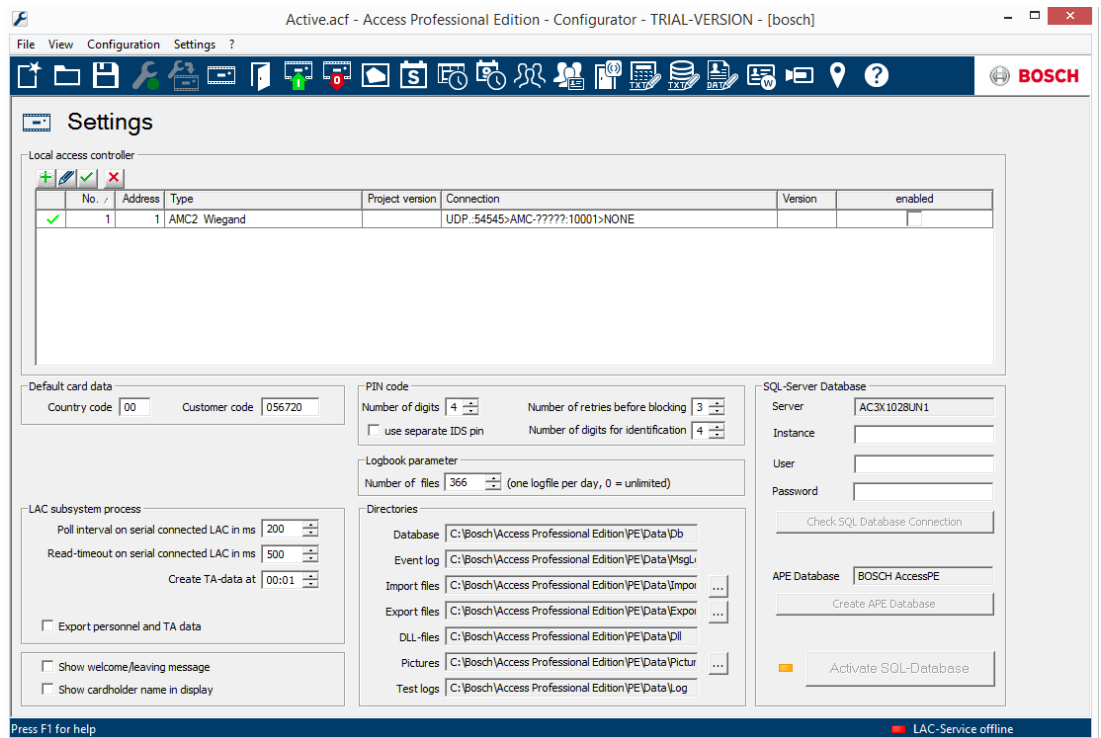 Active.acf - Access Professional Edition - Configurator - TRIAL-VERSION - [bosch]
File View Configuration Settings ?
BOSCH
Settings
Local access controller
No. Address Type Project version Connection Version enabled
1 1 AMC2 Wiegand UDP.:54545>AMC-?????:10001>NONE
Default card data
Country code 00 Customer code 056720
PIN code
Number of digits 4 Number of retries before blocking 3
use separate IDS pin Number of digits for identification 4
Logbook parameter
Number of files 366 (one logfile per day, 0 = unlimited)
LAC subsystem process
Poll interval on serial connected LAC in ms 200
Read-timeout on serial connected LAC in ms 500
Create TA-data at 00:01
Export personnel and TA data
Show welcome/leaving message
Show cardholder name in display
Directories
Database C:\Bosch\Access Professional Edition\PE\Data\Db
Event log C:\Bosch\Access Professional Edition\PE\Data\MsgL
Import files C:\Bosch\Access Professional Edition\PE\Data\Impor ...
Export files C:\Bosch\Access Professional Edition\PE\Data\Expor ...
DLL-files C:\Bosch\Access Professional Edition\PE\Data\Dll
Pictures C:\Bosch\Access Professional Edition\PE\Data\Pictur ...
Test logs C:\Bosch\Access Professional Edition\PE\Data\Log
SQL-Server Database
Server AC3X1028UN1
Instance
User
Password
Check SQL Database Connection
APE Database BOSCH AccessPE
Create APE Database
Activate SQL-Database
Press F1 for help LAC-Service offline